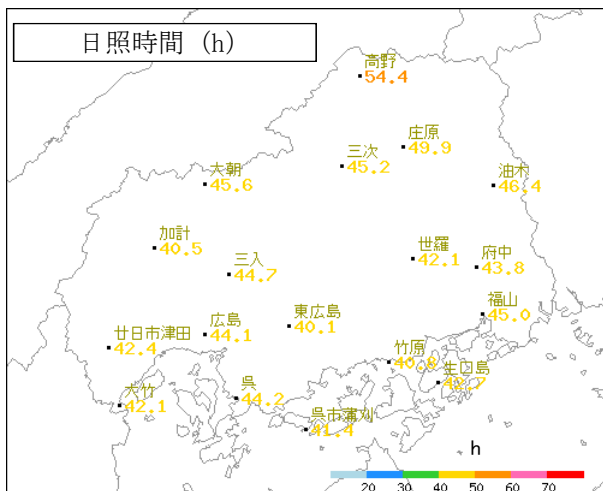 日照時間 (h)
高野
54.4
庄原
49.9
三次
45.2
大朝
45.6
油木
46.4
加計
40.5
三入
44.7
世羅
42.1
府中
43.8
福山
45.0
東広島
40.1
広島
44.1
廿日市津田
42.4
竹原
生口島
42.7
大竹
42.1
呉
44.2
呉市蒲刈
41.4
h
20 30 40 50 60 70